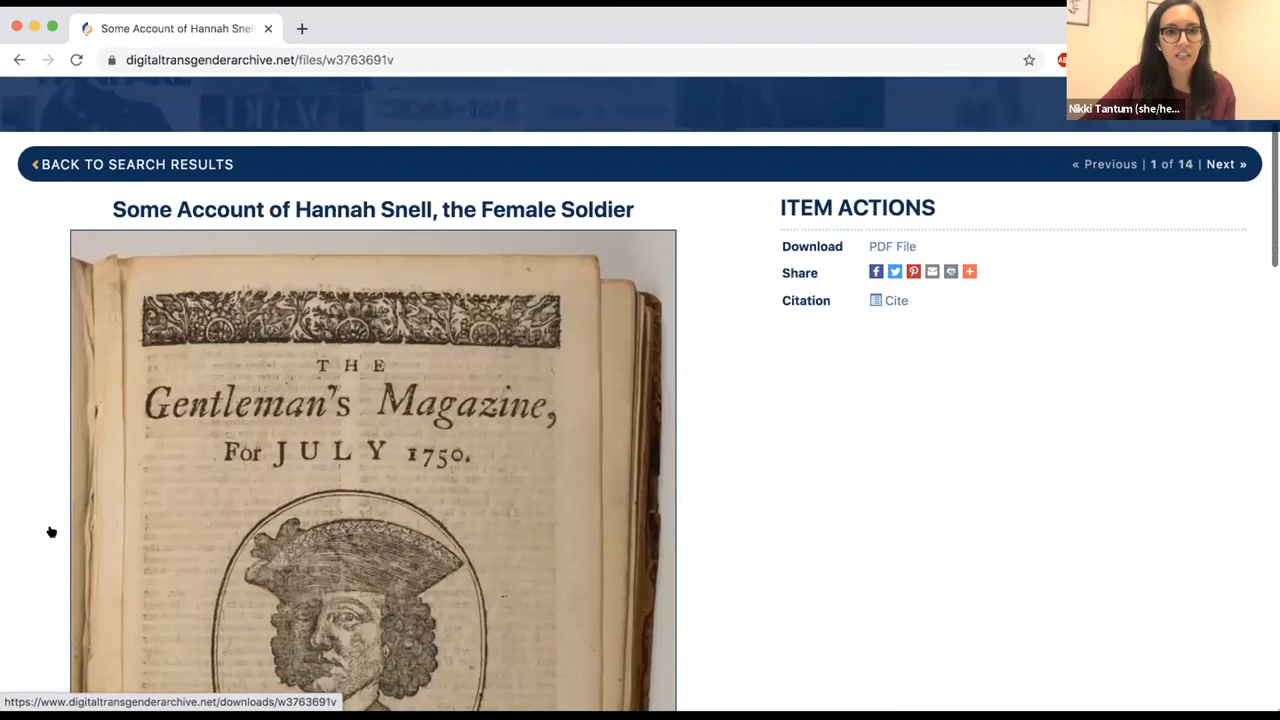 Some Account of Hannah Snel
digitaltransgenderarchive.net/files/w3763691v
Nikki Tantum (she/he...
BACK TO SEARCH RESULTS
« Previous | 1 of 14 | Next »
Some Account of Hannah Snell, the Female Soldier
THE
Gentleman's Magazine,
For JULY 1750.
ITEM ACTIONS
Download PDF File
Share
Citation Cite
https://www.digitaltransgenderarchive.net/downloads/w3763691v